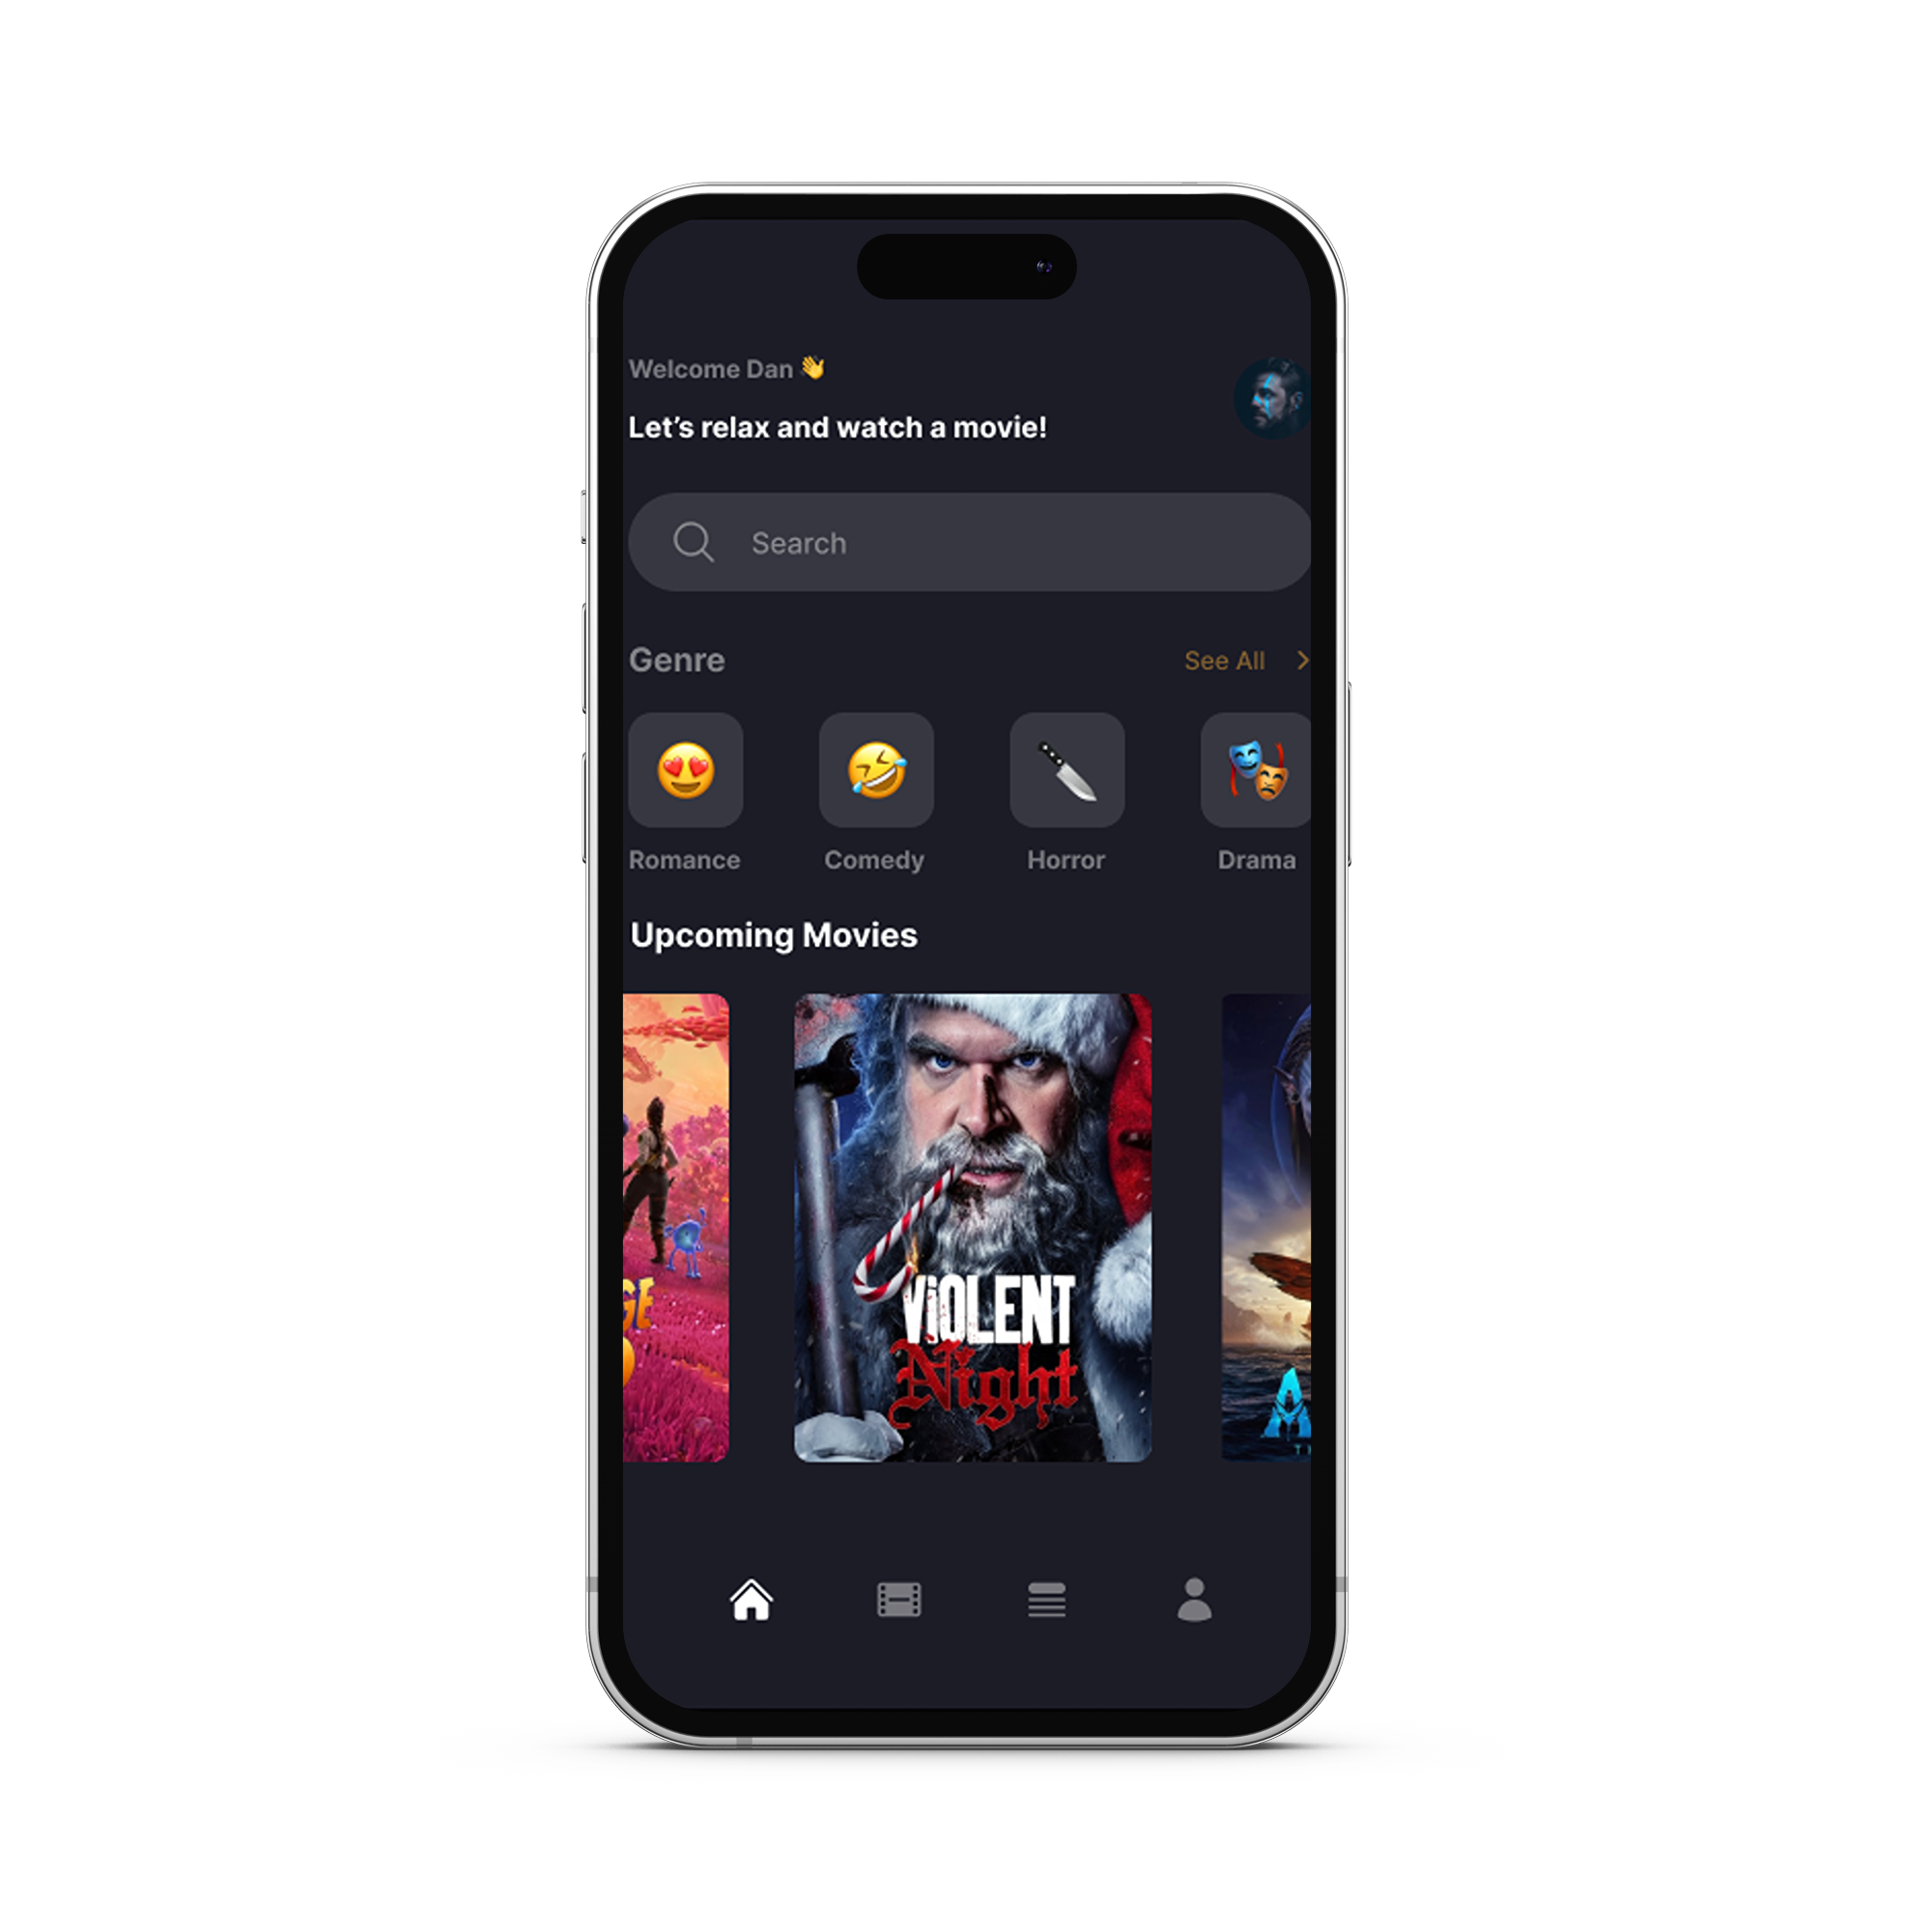 Welcome Dan 👋
Let's relax and watch a movie!
Search
Genre
See All
Romance
Comedy
Horror
Drama
Upcoming Movies
ViOLENT
Night